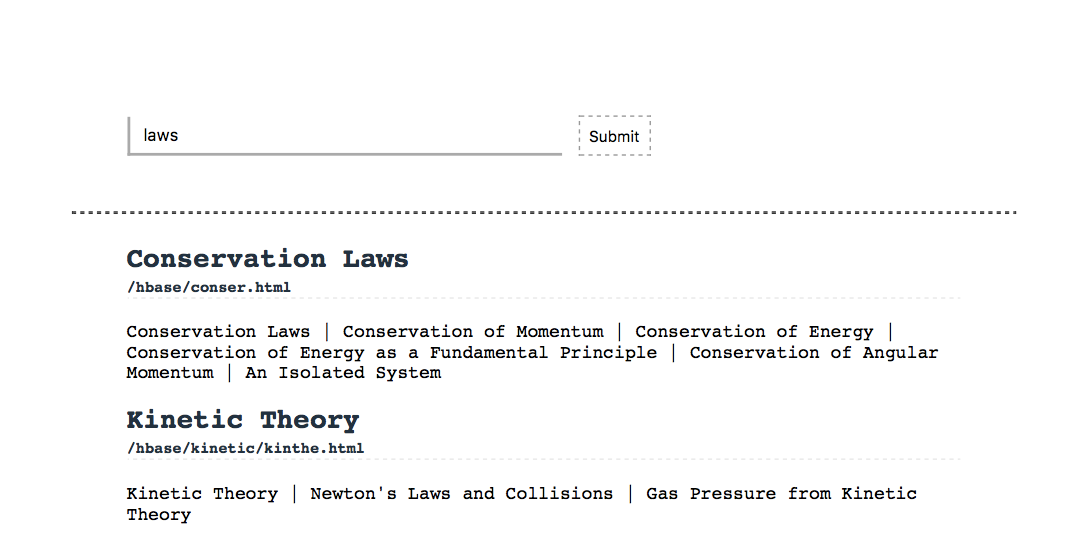 laws
Submit
Conservation Laws
/hbase/conser.html
Conservation Laws | Conservation of Momentum | Conservation of Energy |
Conservation of Energy as a Fundamental Principle | Conservation of Angular
Momentum | An Isolated System
Kinetic Theory
/hbase/kinetic/kinthe.html
Kinetic Theory | Newton's Laws and Collisions | Gas Pressure from Kinetic
Theory